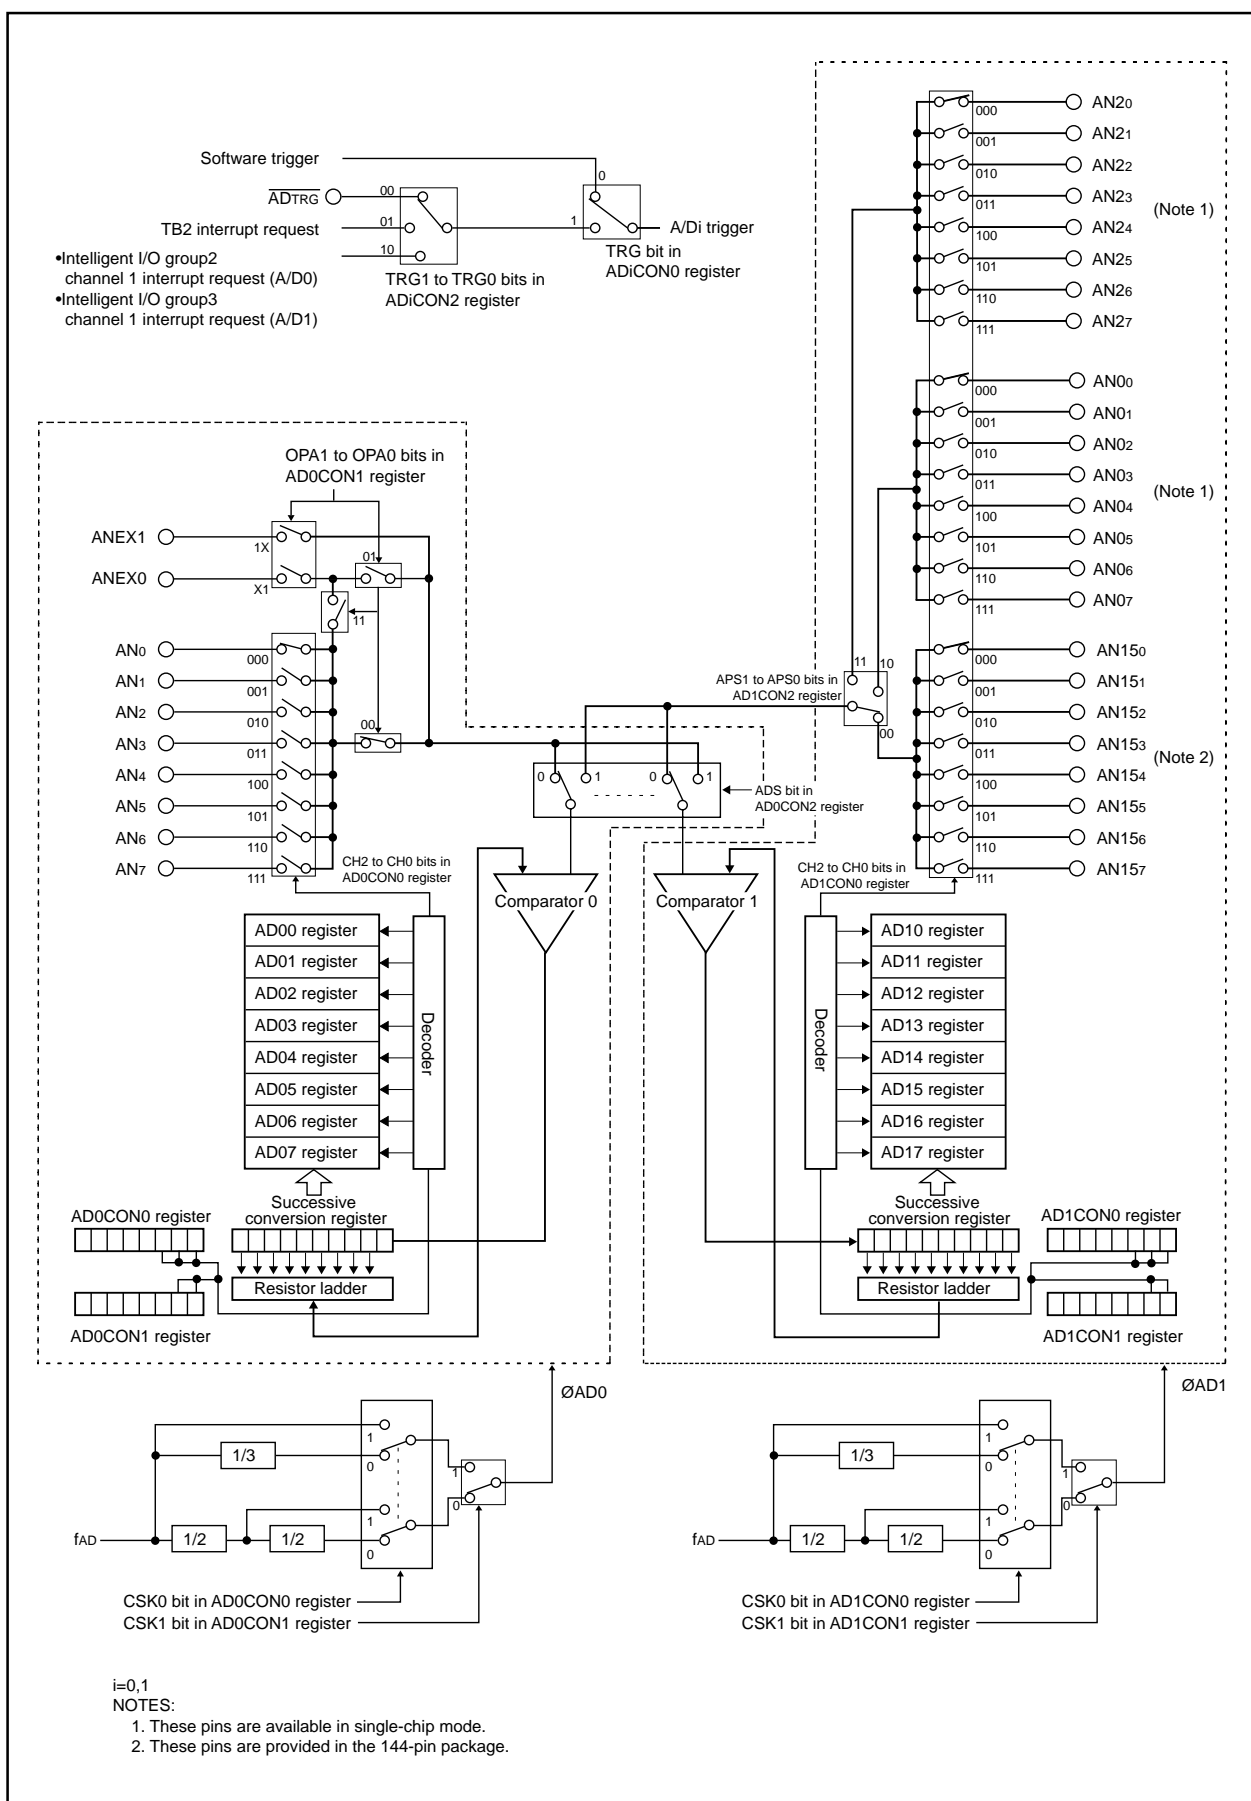 Software trigger
ADTRG
00
TB2 interrupt request
01
10
•Intelligent I/O group2
channel 1 interrupt request (A/D0)
•Intelligent I/O group3
channel 1 interrupt request (A/D1)
TRG1 to TRG0 bits in
ADiCON2 register
0
1
A/Di trigger
TRG bit in
ADiCON0 register
AN20
000
AN21
001
AN22
010
AN23
011
(Note 1)
AN24
100
AN25
101
AN26
110
AN27
111
AN00
000
AN01
001
AN02
010
AN03
011
(Note 1)
AN04
100
AN05
101
AN06
110
AN07
111
AN150
000
AN151
001
AN152
010
AN153
011
(Note 2)
AN154
100
AN155
101
AN156
110
AN157
111
OPA1 to OPA0 bits in
AD0CON1 register
ANEX1
1X
01
ANEX0
X1
11
AN0
000
AN1
001
AN2
010
00
AN3
011
AN4
100
AN5
101
AN6
110
AN7
111
CH2 to CH0 bits in
AD0CON0 register
APS1 to APS0 bits in
AD1CON2 register
11
10
00
0
1
0
1
ADS bit in
AD0CON2 register
CH2 to CH0 bits in
AD1CON0 register
Comparator 0
Comparator 1
AD00 register
AD01 register
AD02 register
AD03 register
AD04 register
AD05 register
AD06 register
AD07 register
Decoder
Decoder
AD10 register
AD11 register
AD12 register
AD13 register
AD14 register
AD15 register
AD16 register
AD17 register
Successive
conversion register
AD0CON0 register
Resistor ladder
AD0CON1 register
Successive
conversion register
AD1CON0 register
Resistor ladder
AD1CON1 register
ØAD0
1
1/3
0
1
0
1
fAD
1/2
1/2
0
CSK0 bit in AD0CON0 register
CSK1 bit in AD0CON1 register
ØAD1
1
1/3
0
1
0
1
fAD
1/2
1/2
0
CSK0 bit in AD1CON0 register
CSK1 bit in AD1CON1 register
i=0,1
NOTES:
1. These pins are available in single-chip mode.
2. These pins are provided in the 144-pin package.